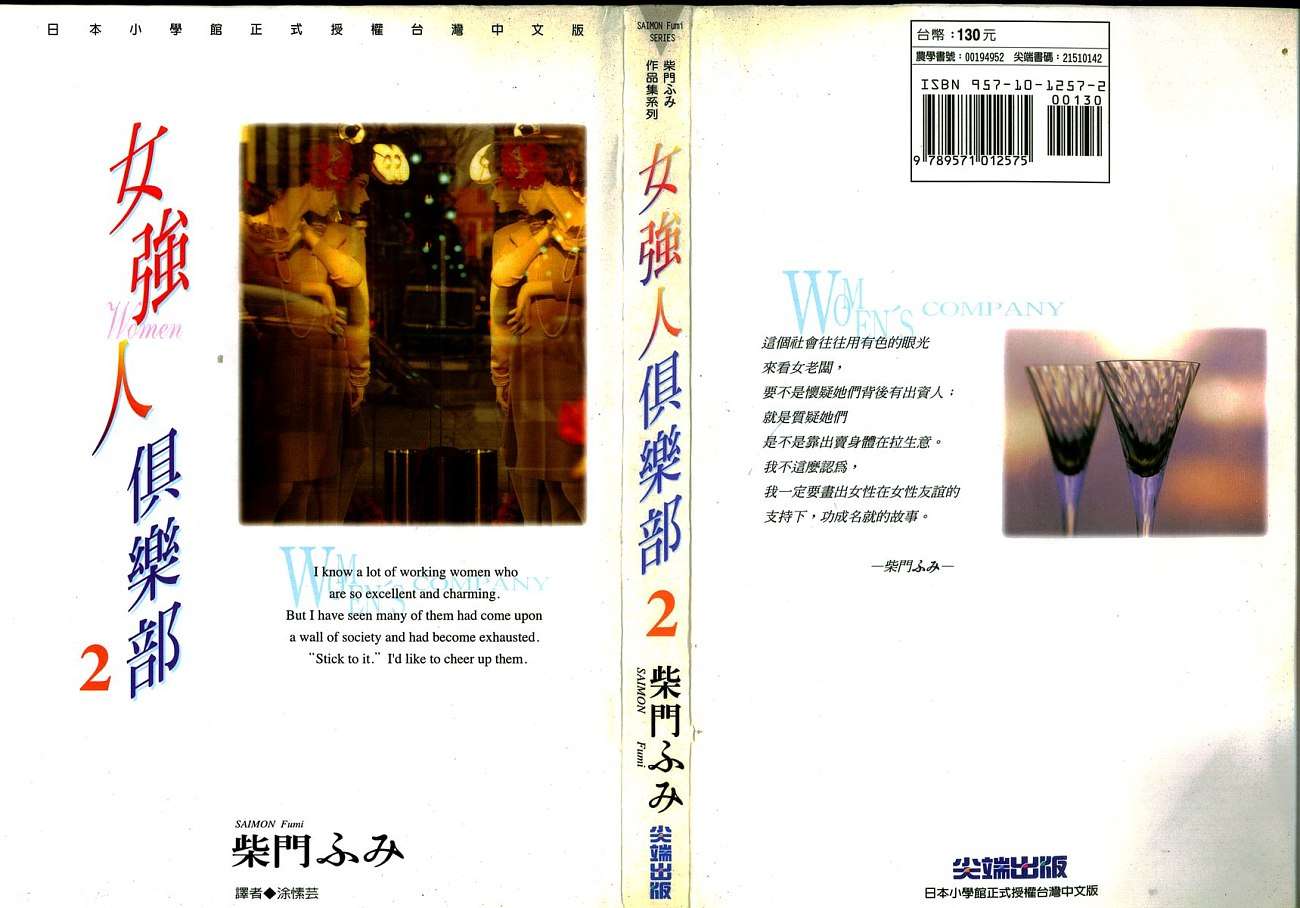 日本小學館正式授權台灣中文版
女強人俱樂部
Women
2
WOMEN'S COMPANY
I know a lot of working women who
are so excellent and charming.
But I have seen many of them had come upon
a wall of society and had become exhausted.
"Stick to it." I'd like to cheer up them.
SAIMON Fumi
柴門ふみ
譯者◆涂愫芸
SAIMON Fumi
SERIES
柴門ふみ
作品集系列
女強人俱樂部
2
柴門ふみ
SAIMON Fumi
尖端出版
台幣：130元
農學書號：00194952 尖端書碼：21510142
ISBN 957-10-1257-2
00130
9 789571 012575
WOMEN'S COMPANY
這個社會往往用有色的眼光
來看女老闆，
要不是懷疑她們背後有出資人：
就是質疑她們
是不是靠出賣身體在拉生意。
我不這麼認爲，
我一定要畫出女性在女性友誼的
支持下，功成名就的故事。
—柴門ふみ—
尖端出版
日本小學館正式授權台灣中文版